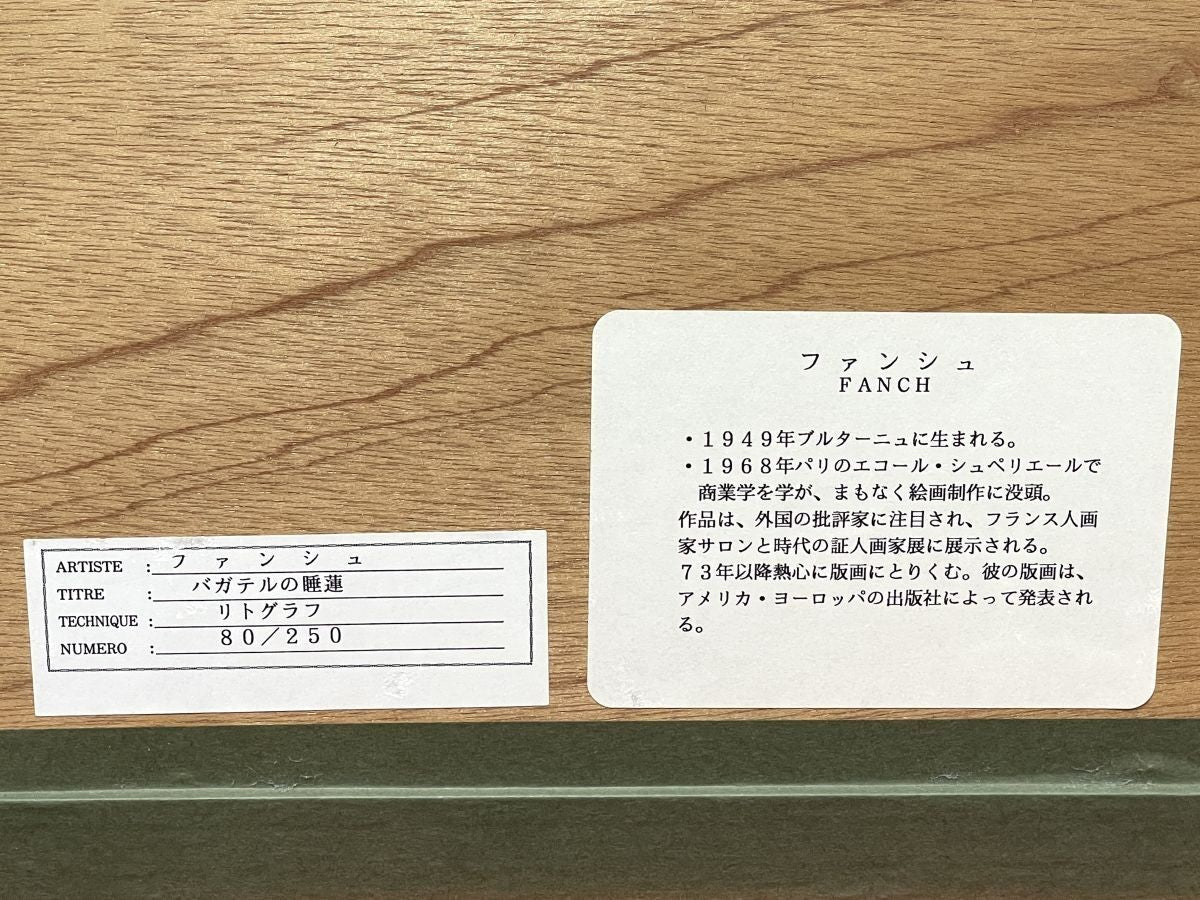 ARTISTE : ファンシュ
TITRE : バガテルの睡蓮
TECHNIQUE : リトグラフ
NUMERO : 80/250
ファンシュ
FANCH
・1949年ブルターニュに生まれる。
・1968年パリのエコール・シュペリエールで
商業学を学が、まもなく絵画制作に没頭。
作品は、外国の批評家に注目され、フランス人画
家サロンと時代の証人画家展に展示される。
73年以降熱心に版画にとりくむ。彼の版画は、
アメリカ・ヨーロッパの出版社によって発表され
る。